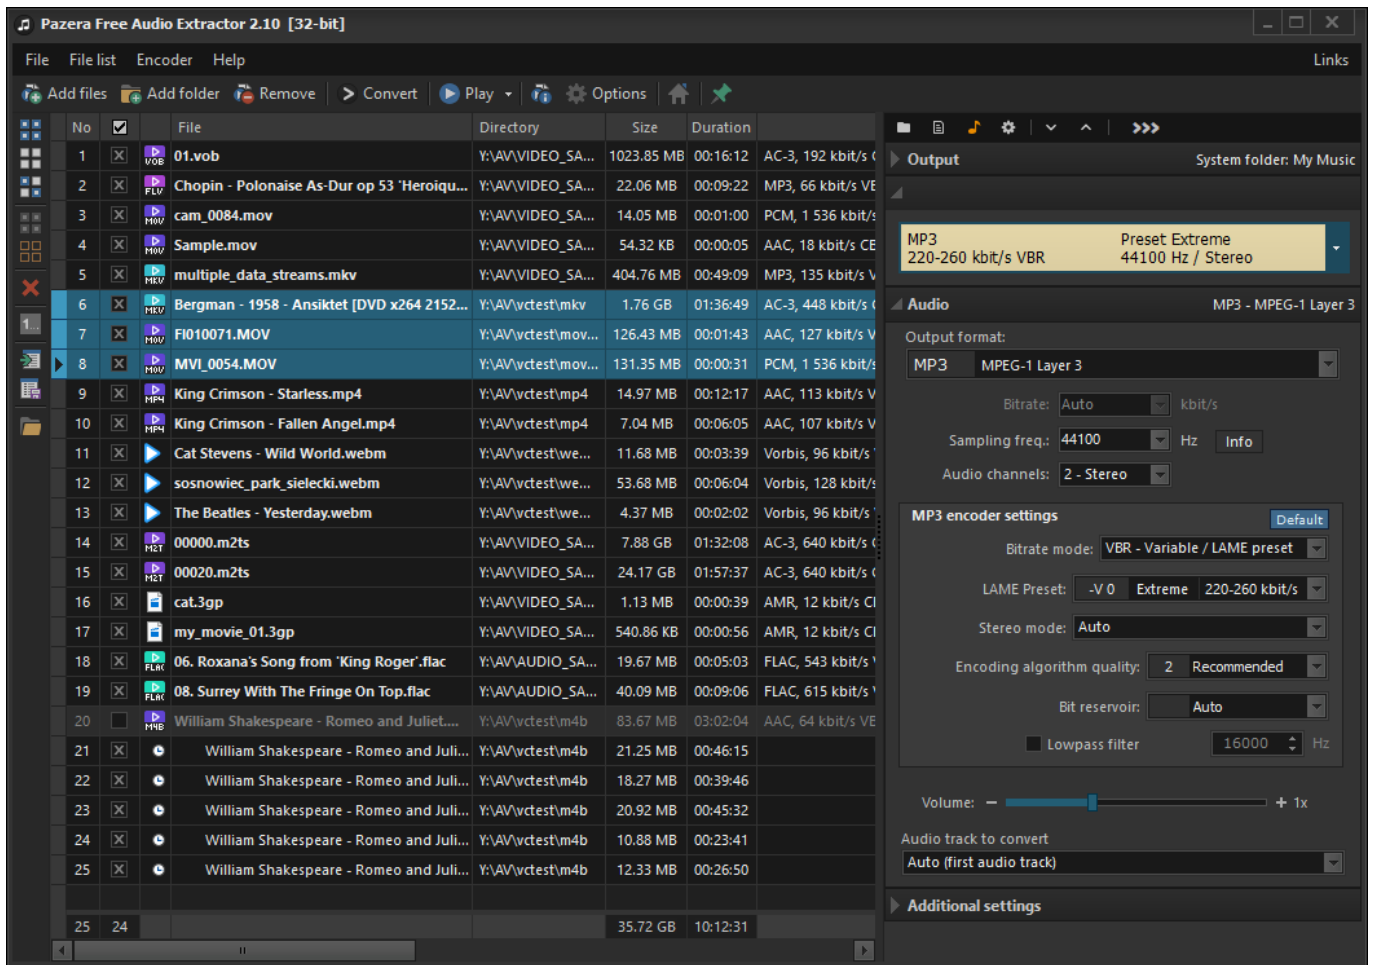 Pazera Free Audio Extractor 2.10 [32-bit]
File File list Encoder Help Links
Add files Add folder Remove Convert Play Options
No File Directory Size Duration
1 VOB 01.vob Y:\AV\VIDEO_SA... 1023.85 MB 00:16:12 AC-3, 192 kbit/s
2 FLV Chopin - Polonaise As-Dur op 53 'Heroiqu... Y:\AV\VIDEO_SA... 22.06 MB 00:09:22 MP3, 66 kbit/s VE
3 MOV cam_0084.mov Y:\AV\VIDEO_SA... 14.05 MB 00:01:00 PCM, 1 536 kbit/s
4 MOV Sample.mov Y:\AV\VIDEO_SA... 54.32 KB 00:00:05 AAC, 18 kbit/s CE
5 MKV multiple_data_streams.mkv Y:\AV\VIDEO_SA... 404.76 MB 00:49:09 MP3, 135 kbit/s V
6 MKV Bergman - 1958 - Ansiktet [DVD x264 2152... Y:\AV\vctest\mkv 1.76 GB 01:36:49 AC-3, 448 kbit/s
7 MOV FI010071.MOV Y:\AV\vctest\mov... 126.43 MB 00:01:43 AAC, 127 kbit/s V
8 MOV MVI_0054.MOV Y:\AV\vctest\mov... 131.35 MB 00:00:31 PCM, 1 536 kbit/s
9 MP4 King Crimson - Starless.mp4 Y:\AV\vctest\mp4 14.97 MB 00:12:17 AAC, 113 kbit/s V
10 MP4 King Crimson - Fallen Angel.mp4 Y:\AV\vctest\mp4 7.04 MB 00:06:05 AAC, 107 kbit/s V
11 Cat Stevens - Wild World.webm Y:\AV\vctest\we... 11.68 MB 00:03:39 Vorbis, 96 kbit/s
12 sosnowiec_park_sielecki.webm Y:\AV\vctest\we... 53.68 MB 00:06:04 Vorbis, 128 kbit/s
13 The Beatles - Yesterday.webm Y:\AV\vctest\we... 4.37 MB 00:02:02 Vorbis, 96 kbit/s
14 M2T 00000.m2ts Y:\AV\VIDEO_SA... 7.88 GB 01:32:08 AC-3, 640 kbit/s
15 M2T 00020.m2ts Y:\AV\VIDEO_SA... 24.17 GB 01:57:37 AC-3, 640 kbit/s
16 cat.3gp Y:\AV\VIDEO_SA... 1.13 MB 00:00:39 AMR, 12 kbit/s CI
17 my_movie_01.3gp Y:\AV\VIDEO_SA... 540.86 KB 00:00:56 AMR, 12 kbit/s CI
18 FLAC 06. Roxana's Song from 'King Roger'.flac Y:\AV\AUDIO_SA... 19.67 MB 00:05:03 FLAC, 543 kbit/s
19 FLAC 08. Surrey With The Fringe On Top.flac Y:\AV\AUDIO_SA... 40.09 MB 00:09:06 FLAC, 615 kbit/s
20 M4B William Shakespeare - Romeo and Juliet.... Y:\AV\vctest\m4b 83.67 MB 03:02:04 AAC, 64 kbit/s VE
21 William Shakespeare - Romeo and Juli... Y:\AV\vctest\m4b 21.25 MB 00:46:15
22 William Shakespeare - Romeo and Juli... Y:\AV\vctest\m4b 18.27 MB 00:39:46
23 William Shakespeare - Romeo and Juli... Y:\AV\vctest\m4b 20.92 MB 00:45:32
24 William Shakespeare - Romeo and Juli... Y:\AV\vctest\m4b 10.88 MB 00:23:41
25 William Shakespeare - Romeo and Juli... Y:\AV\vctest\m4b 12.33 MB 00:26:50
25 24 35.72 GB 10:12:31
1...
Output System folder: My Music
MP3 Preset Extreme
220-260 kbit/s VBR 44100 Hz / Stereo
Audio MP3 - MPEG-1 Layer 3
Output format:
MP3 MPEG-1 Layer 3
Bitrate: Auto kbit/s
Sampling freq.: 44100 Hz Info
Audio channels: 2 - Stereo
MP3 encoder settings Default
Bitrate mode: VBR - Variable / LAME preset
LAME Preset: -V 0 Extreme 220-260 kbit/s
Stereo mode: Auto
Encoding algorithm quality: 2 Recommended
Bit reservoir: Auto
Lowpass filter 16000 Hz
Volume: 1x
Audio track to convert
Auto (first audio track)
Additional settings